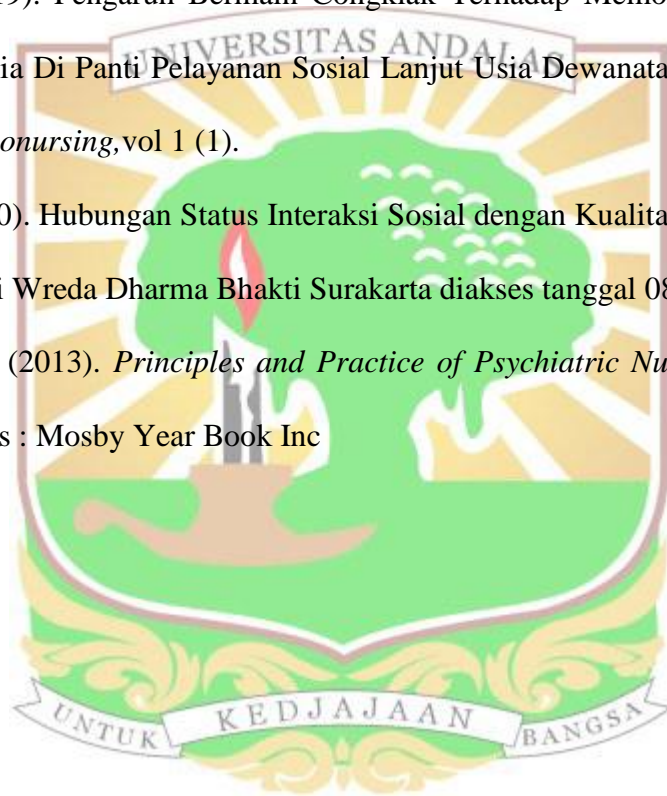 9). Pengaruh Bermain Congklak Terhadap Memo
UNIVERSITAS ANDALAS
ia Di Panti Pelayanan Sosial Lanjut Usia Dewanata
onursing,vol 1 (1).
0). Hubungan Status Interaksi Sosial dengan Kualita
i Wreda Dharma Bhakti Surakarta diakses tanggal 08
(2013). Principles and Practice of Psychiatric Nu
s : Mosby Year Book Inc
UNTUK KEDJAJAAN BANGSA